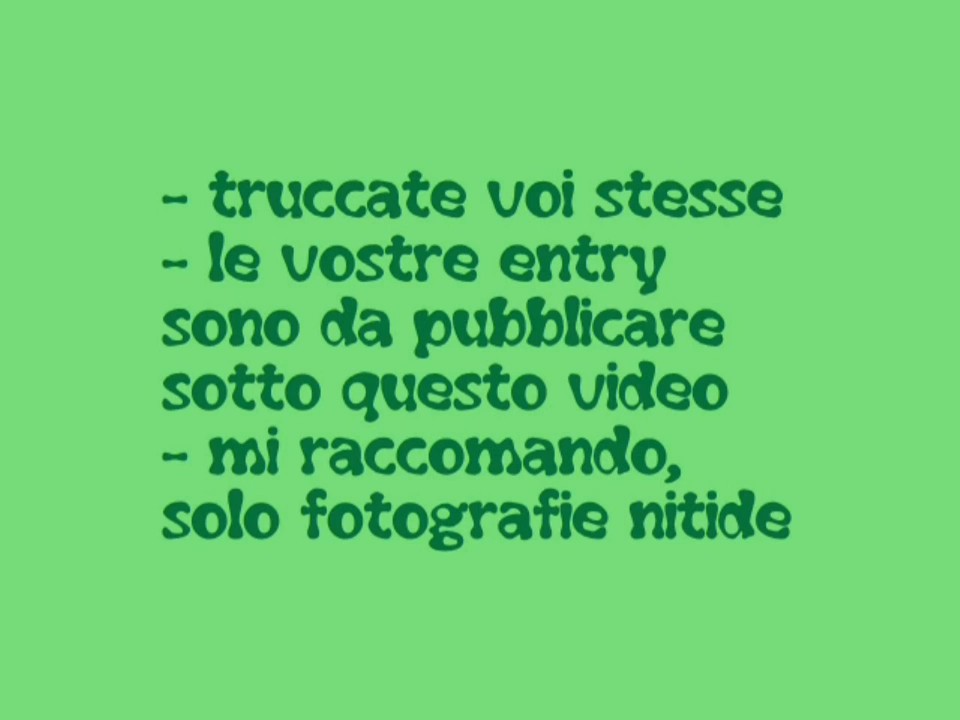 - truccate voi stesse
- le vostre entry
sono da pubblicare
sotto questo video
- mi raccomando,
solo fotografie nitide